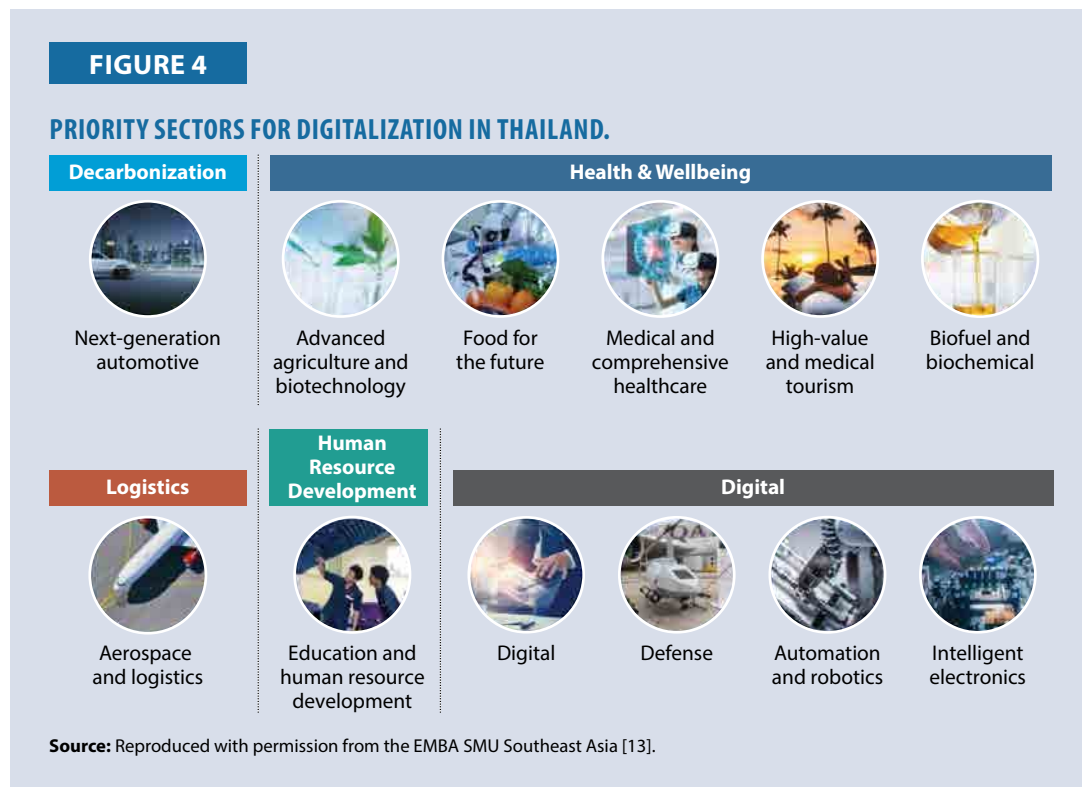 FIGURE 4
PRIORITY SECTORS FOR DIGITALIZATION IN THAILAND.
Decarbonization
Health & Wellbeing
Next-generation
automotive
Advanced
agriculture and
biotechnology
Food for
the future
Medical and
comprehensive
healthcare
High-value
and medical
tourism
Biofuel and
biochemical
Logistics
Human
Resource
Development
Digital
Aerospace
and logistics
Education and
human resource
development
Digital
Defense
Automation
and robotics
Intelligent
electronics
Source: Reproduced with permission from the EMBA SMU Southeast Asia [13].